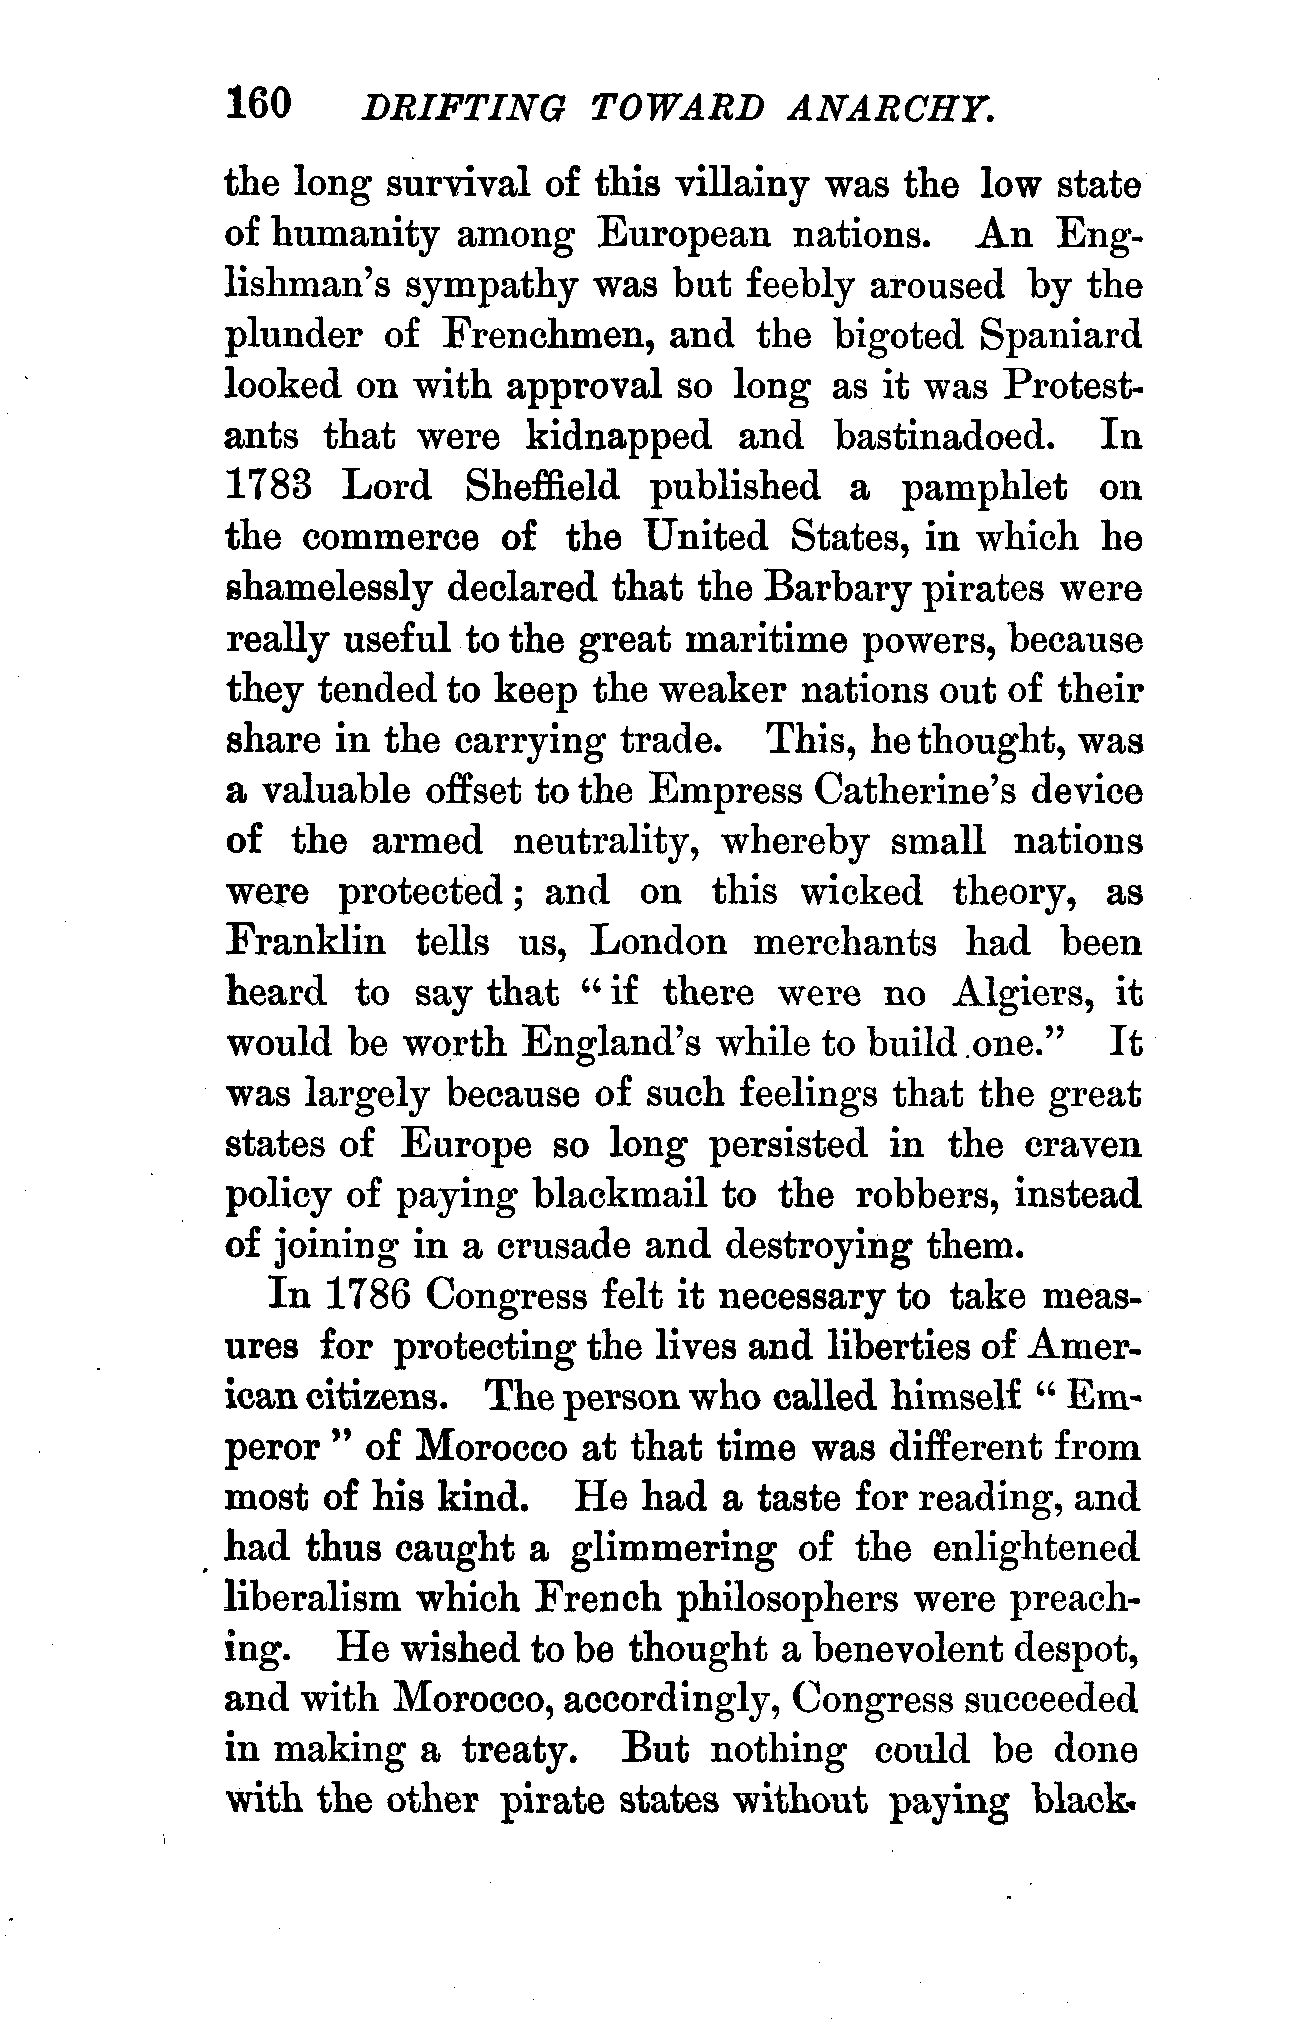 160 DRIFTING TOWARD ANARCHY.
the long survival of this villainy was the low state
of humanity among European nations. An Eng-
lishman's sympathy was but feebly aroused by the
plunder of Frenchmen, and the bigoted Spaniard
looked on with approval so long as it was Protest-
ants that were kidnapped and bastinadoed. In
1783 Lord Sheffield published a pamphlet on
the commerce of the United States, in which he
shamelessly declared that the Barbary pirates were
really useful to the great maritime powers, because
they tended to keep the weaker nations out of their
share in the carrying trade. This, he thought, was
a valuable offset to the Empress Catherine's device
of the armed neutrality, whereby small nations
were protected; and on this wicked theory, as
Franklin tells us, London merchants had been
heard to say that "if there were no Algiers, it
would be worth England's while to build one." It
was largely because of such feelings that the great
states of Europe so long persisted in the craven
policy of paying blackmail to the robbers, instead
of joining in a crusade and destroying them.
In 1786 Congress felt it necessary to take meas-
ures for protecting the lives and liberties of Amer-
ican citizens. The person who called himself "Em-
peror" of Morocco at that time was different from
most of his kind. He had a taste for reading, and
had thus caught a glimmering of the enlightened
liberalism which French philosophers were preach-
ing. He wished to be thought a benevolent despot,
and with Morocco, accordingly, Congress succeeded
in making a treaty. But nothing could be done
with the other pirate states without paying black-